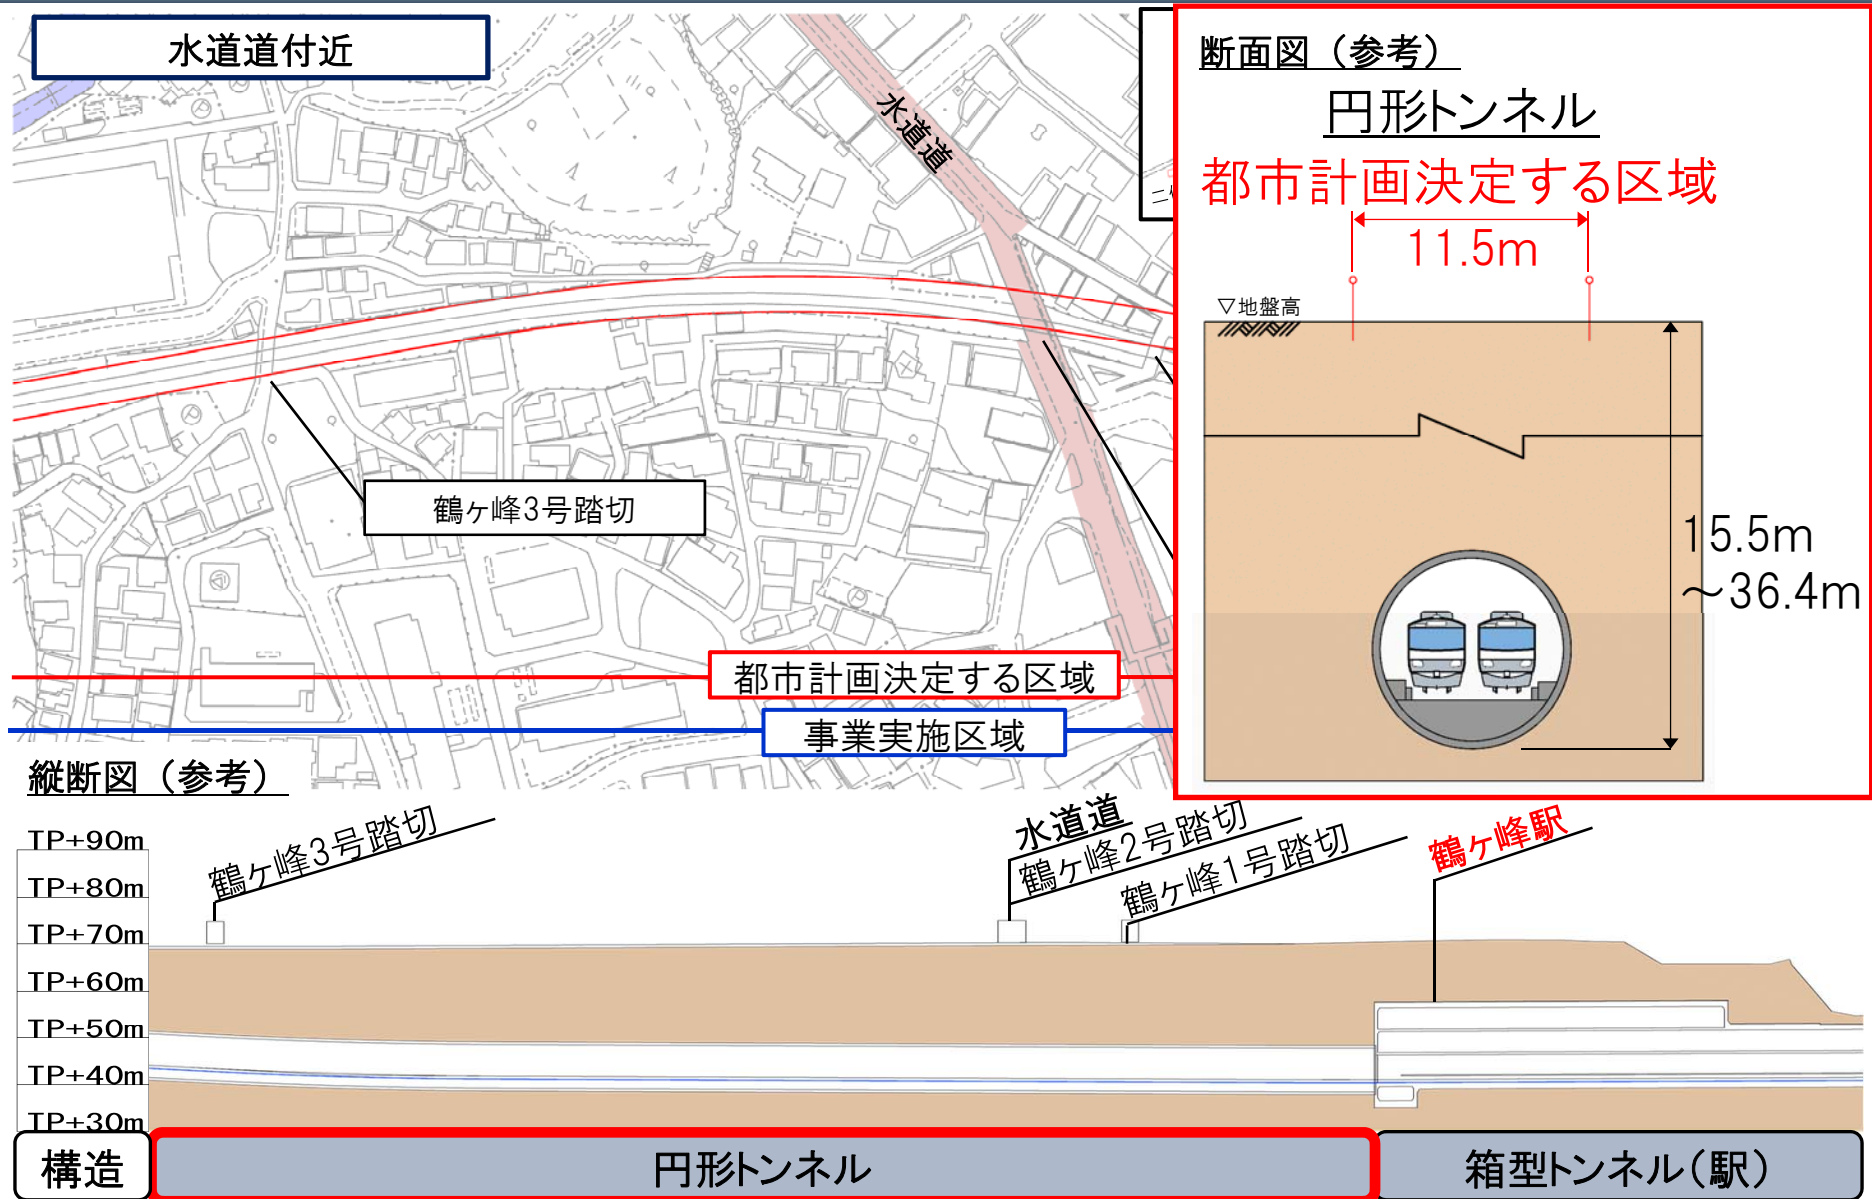 水道道付近
水道道
鶴ヶ峰3号踏切
都市計画決定する区域
事業実施区域
断面図（参考）
円形トンネル
都市計画決定する区域
11.5m
▽地盤高
15.5m
～36.4m
縦断図（参考）
TP+90m
TP+80m
TP+70m
TP+60m
TP+50m
TP+40m
TP+30m
鶴ヶ峰3号踏切
水道道
鶴ヶ峰2号踏切
鶴ヶ峰1号踏切
鶴ヶ峰駅
構造
円形トンネル
箱型トンネル（駅）